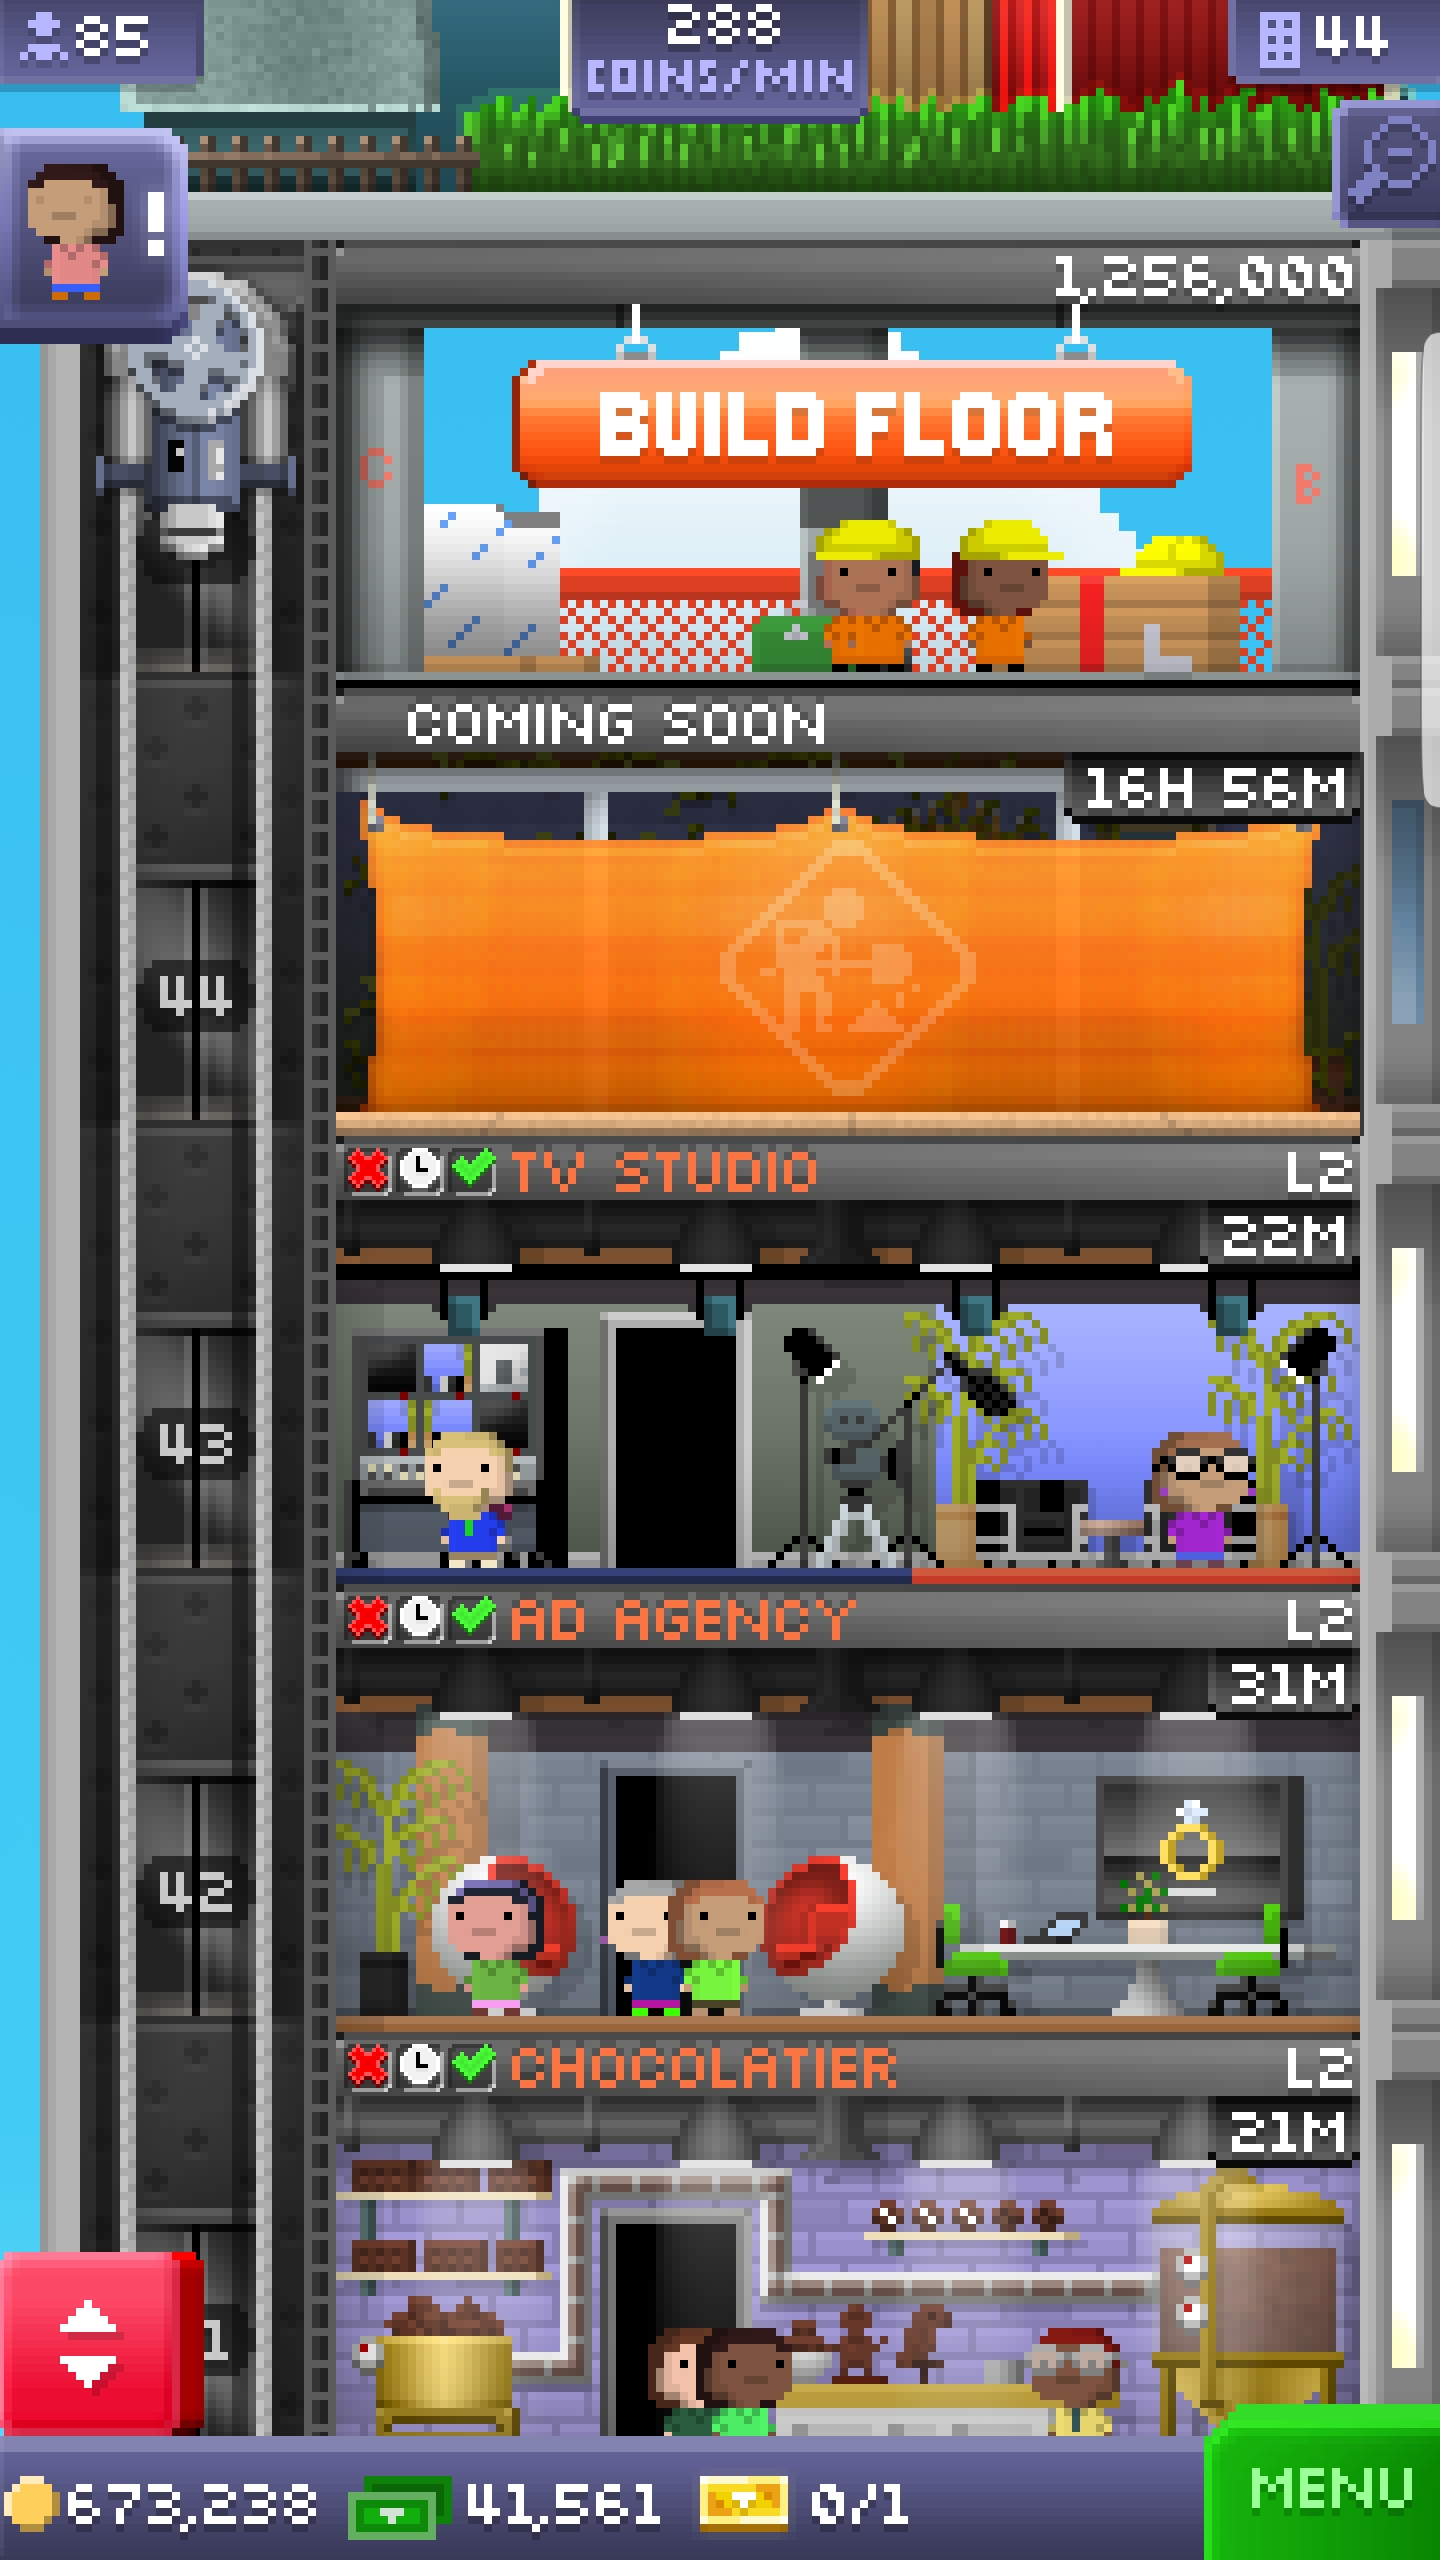 85
288
COINS/MIN
44
!
1,256,000
BUILD FLOOR
C
B
COMING SOON
16H 56M
44
TV STUDIO
L2
22M
43
AD AGENCY
L2
31M
42
CHOCOLATIER
L2
21M
1
673,238
41,561
0/1
MENU